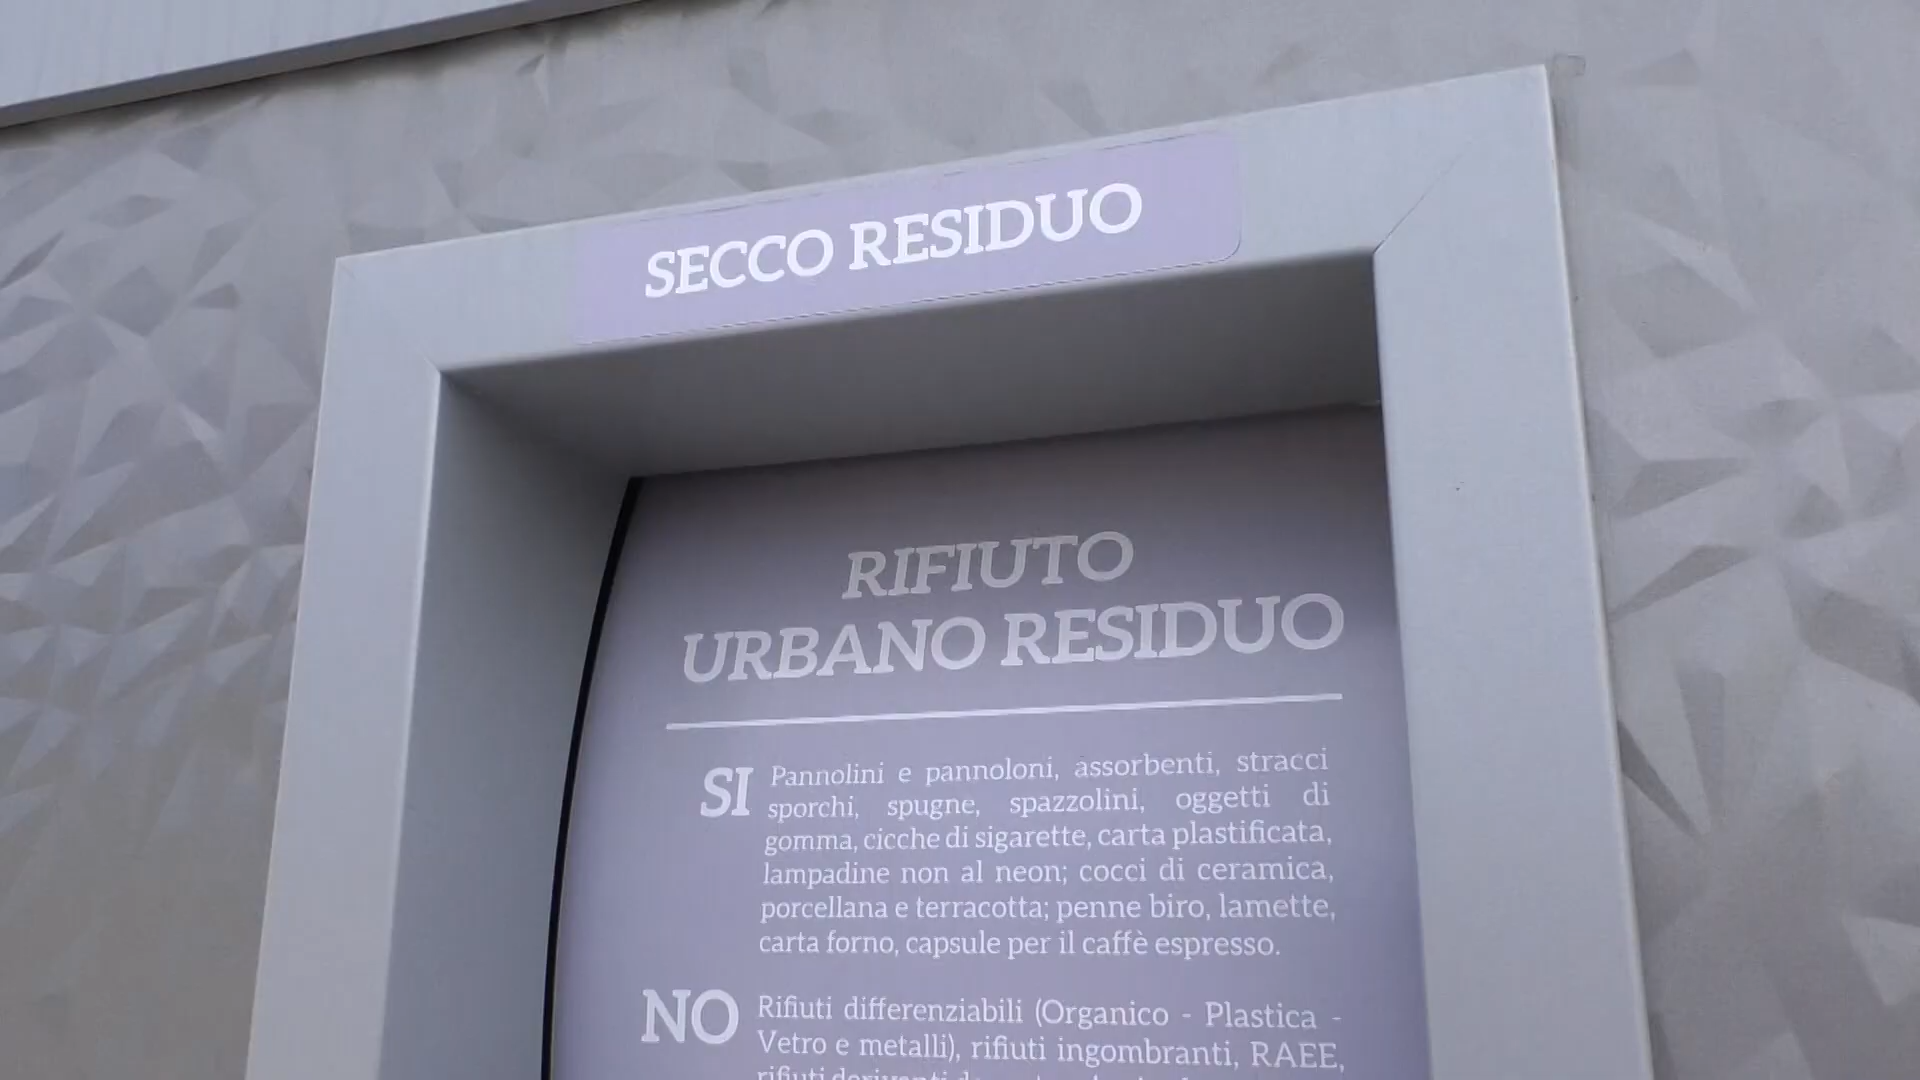 SECCO RESIDUO
RIFIUTO
URBANO RESIDUO
SI Pannolini e pannoloni, assorbenti, stracci
sporchi, spugne, spazzolini, oggetti di
gomma, cicche di sigarette, carta plastificata,
lampadine non al neon; cocci di ceramica,
porcellana e terracotta; penne biro, lamette,
carta forno, capsule per il caffè espresso.
NO Rifiuti differenziabili (Organico - Plastica -
Vetro e metalli), rifiuti ingombranti, RAEE,
rifiuti derivanti